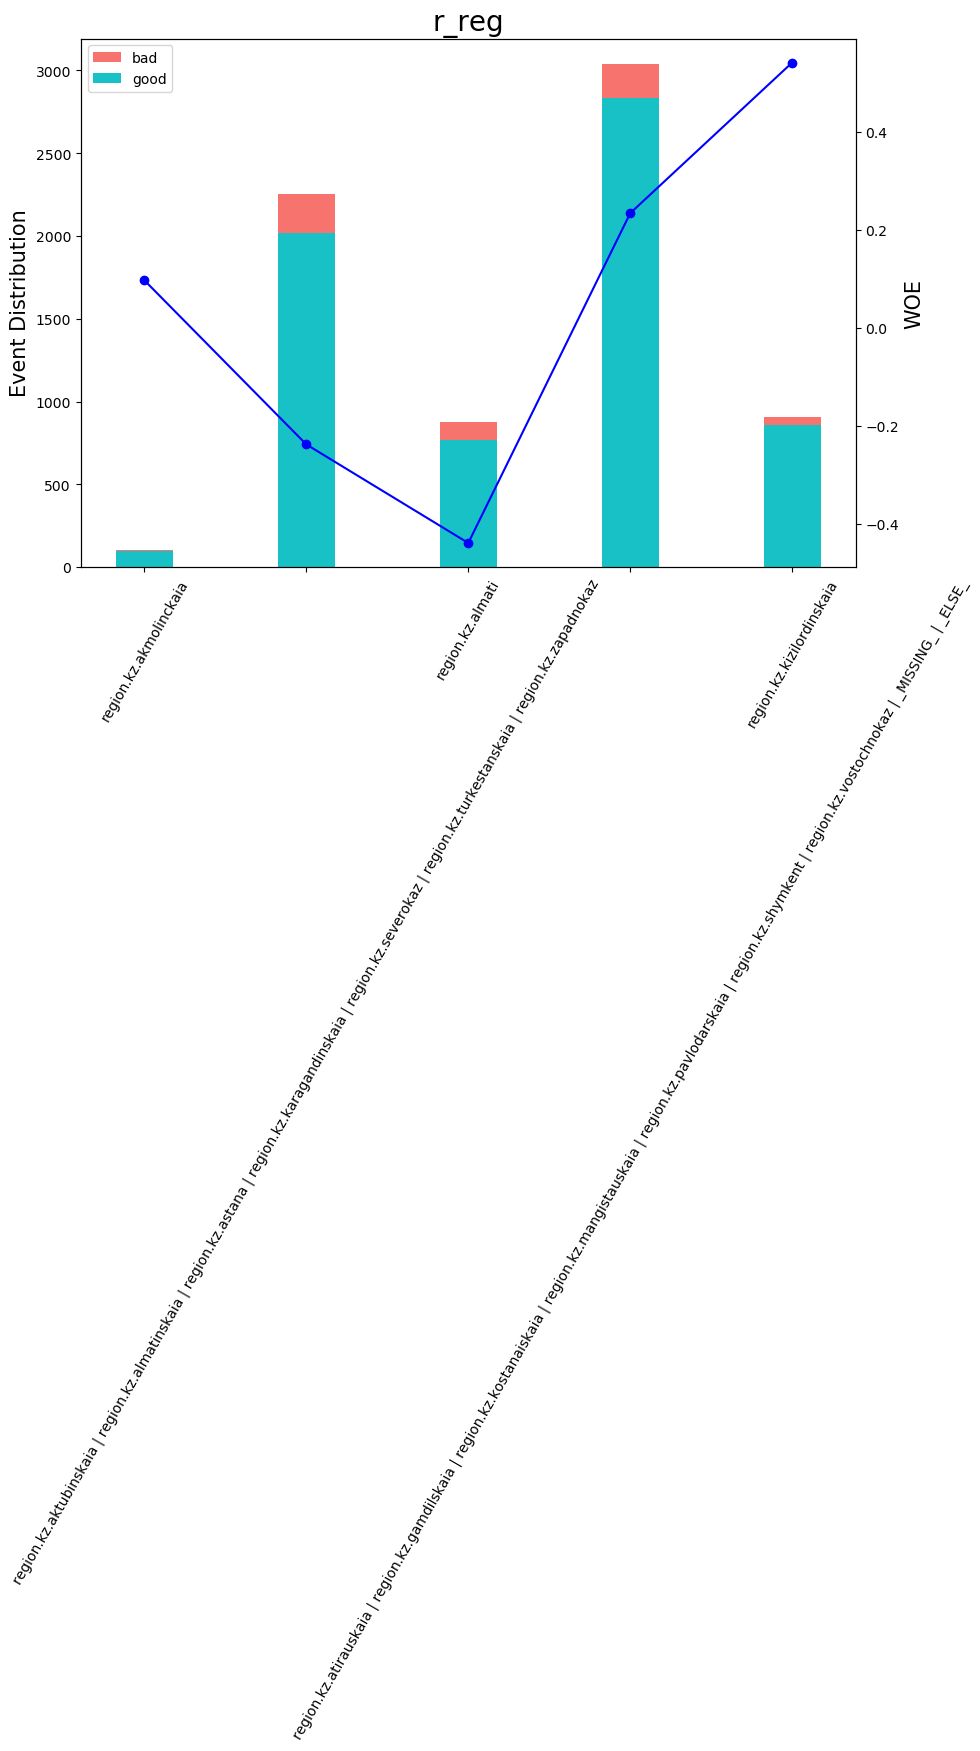 r_reg
bad
good
Event Distribution
3000
2500
2000
1500
1000
500
0
WOE
0.4
0.2
0.0
−0.2
−0.4
region.kz.akmolinckaia
region.kz.aktubinskaia | region.kz.almatinskaia | region.kz.astana | region.kz.karagandinskaia | region.kz.severokaz | region.kz.turkestanskaia | region.kz.zapadnokaz
region.kz.almati
region.kz.atirauskaia | region.kz.gamdilskaia | region.kz.kostanaiskaia | region.kz.mangistauskaia | region.kz.pavlodarskaia | region.kz.shymkent | region.kz.vostochnokaz | _MISSING_ | _ELSE_
region.kz.kizilordinskaia